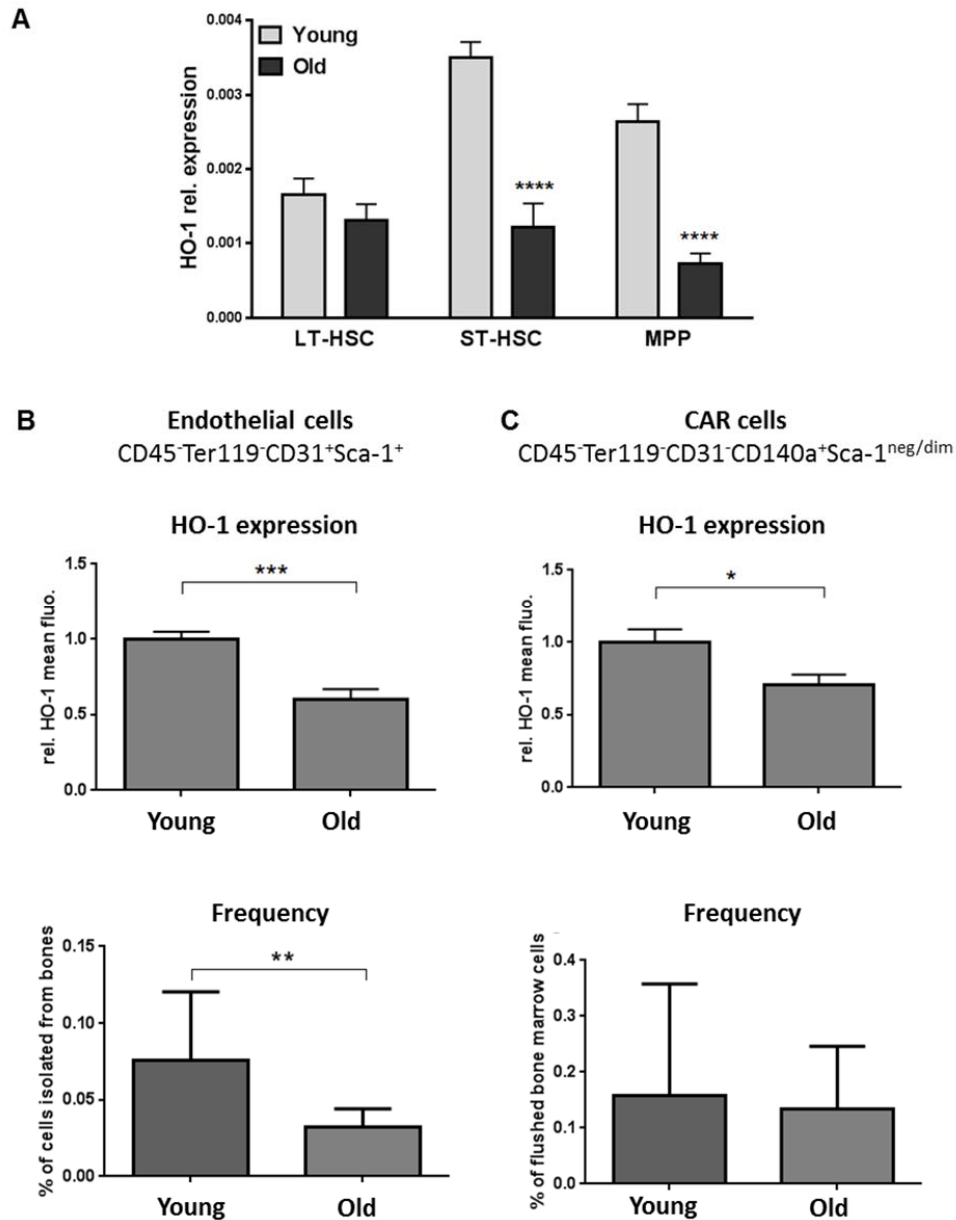 A
HO-1 rel. expression
0.004
0.003
0.002
0.001
0.000
Young
Old
****
****
LT-HSC ST-HSC MPP
B
Endothelial cells
CD45⁻Ter119⁻CD31⁺Sca-1⁺
HO-1 expression
rel. HO-1 mean fluo.
1.5
1.0
0.5
0.0
***
Young Old
Frequency
% of cells isolated from bones
0.15
0.10
0.05
0.00
**
Young Old
C
CAR cells
CD45⁻Ter119⁻CD31⁻CD140a⁺Sca-1ⁿᵉᵍ/ᵈⁱᵐ
HO-1 expression
rel. HO-1 mean fluo.
1.5
1.0
0.5
0.0
*
Young Old
Frequency
% of flushed bone marrow cells
0.4
0.3
0.2
0.1
0.0
Young Old